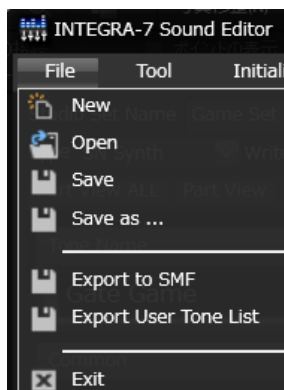 INTEGRA-7 Sound Editor
File Tool Initiali
New
Open
Save
Save as ...
Export to SMF
Export User Tone List
Exit